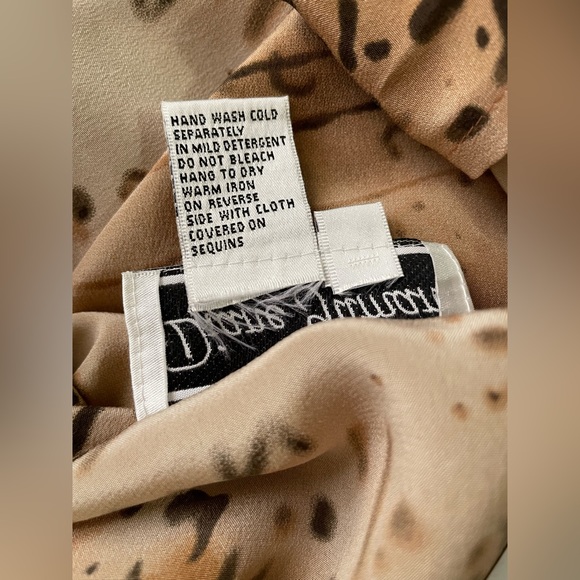 HAND WASH COLD
SEPARATELY
IN MILD DETERGENT
DO NOT BLEACH
HANG TO DRY
WARM IRON
ON REVERSE
SIDE WITH CLOTH
COVERED ON
SEQUINS